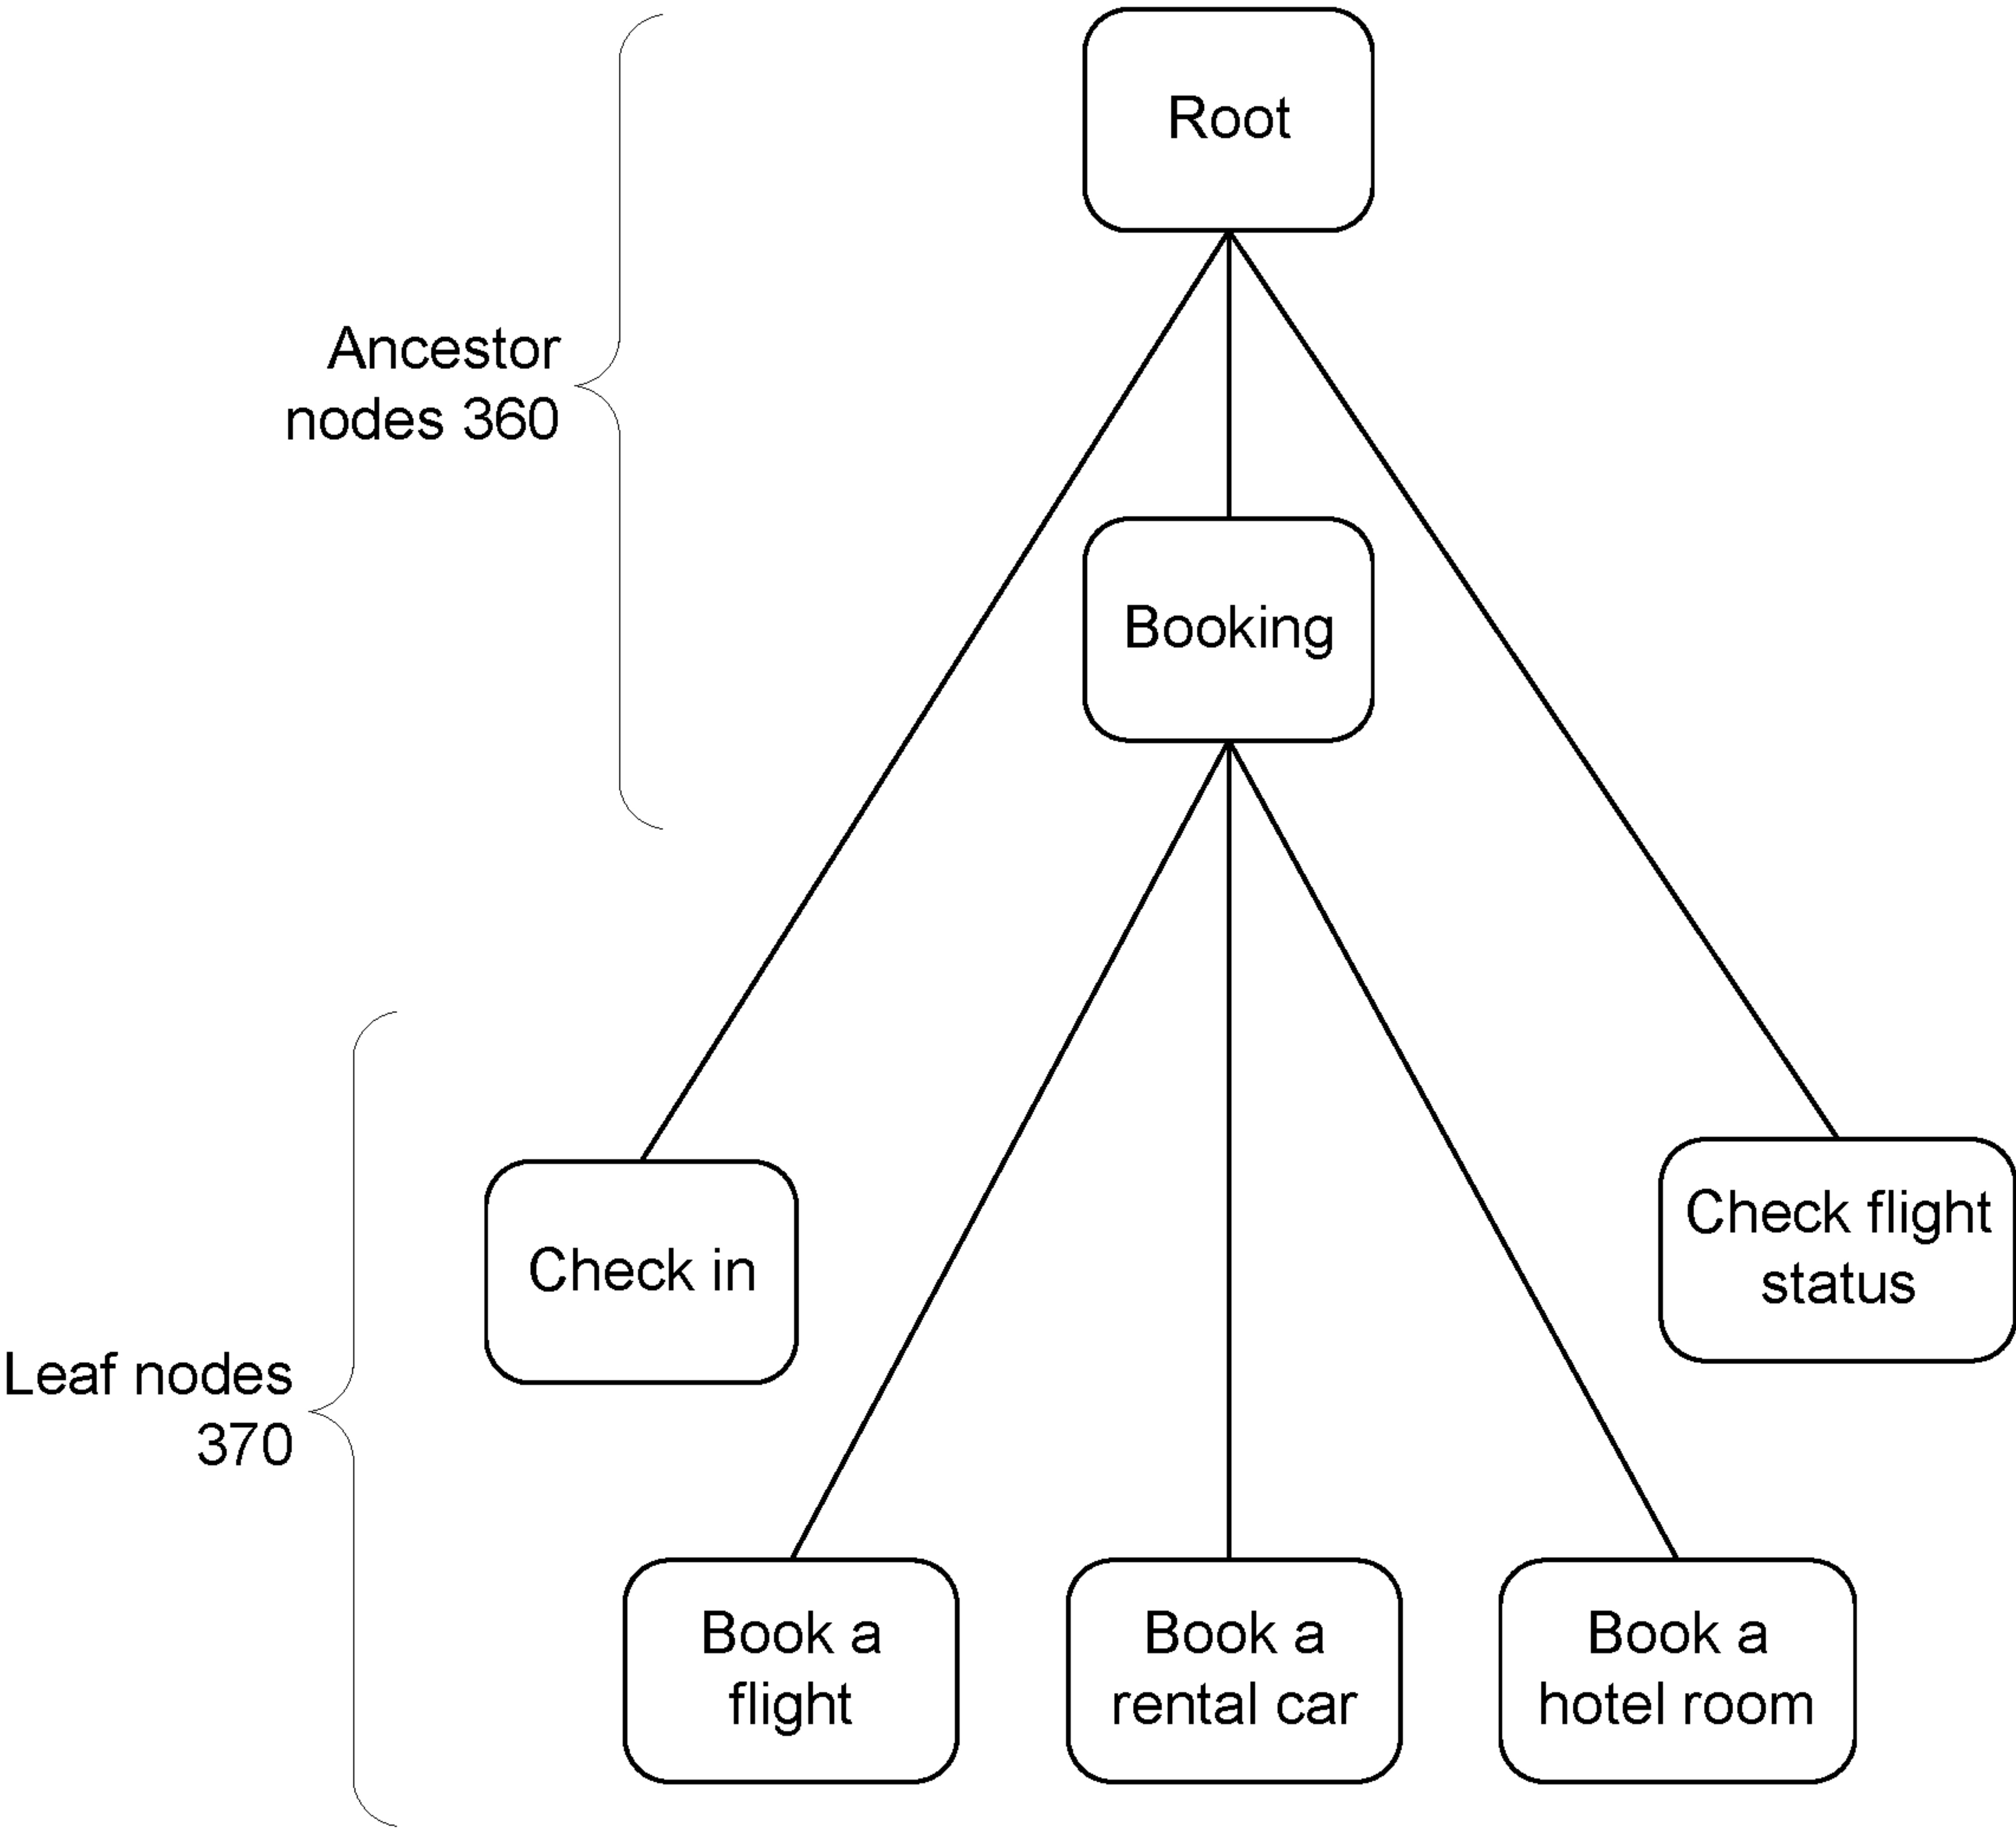 Root
Ancestor
nodes 360
Booking
Check in
Check flight
status
Leaf nodes
370
Book a
flight
Book a
rental car
Book a
hotel room